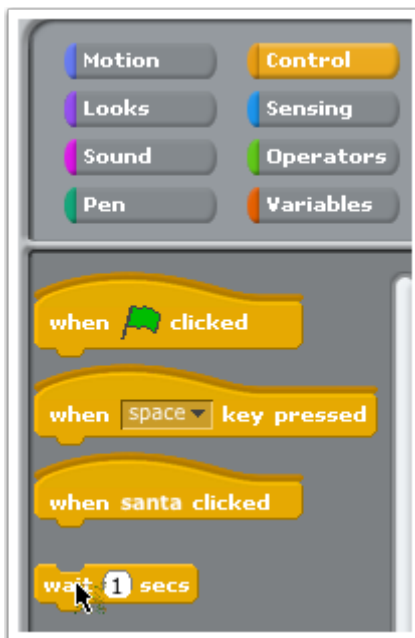 Motion Control
Looks Sensing
Sound Operators
Pen Variables
when clicked
when space key pressed
when santa clicked
wait 1 secs